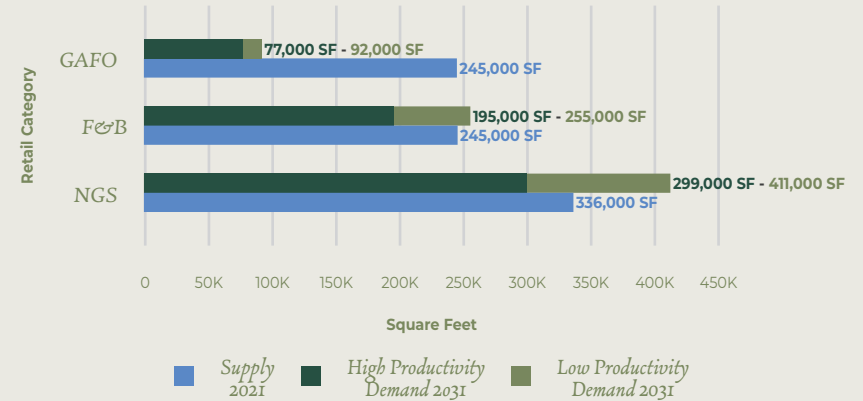 Retail Category
GAFO
77,000 SF - 92,000 SF
245,000 SF
F&B
195,000 SF - 255,000 SF
245,000 SF
NGS
299,000 SF - 411,000 SF
336,000 SF
0 50K 100K 150K 200K 250K 300K 350K 400K 450K
Square Feet
Supply
2021
High Productivity
Demand 2031
Low Productivity
Demand 2031